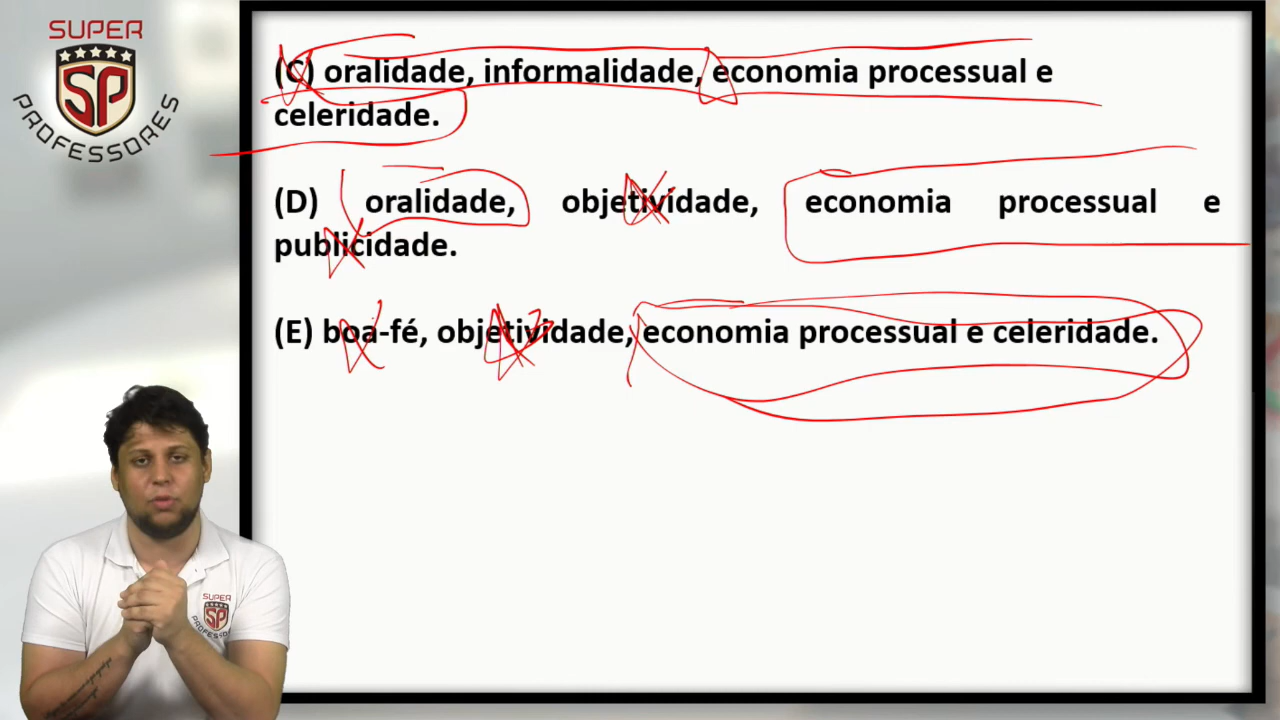 SUPER
SP
PROFESSORES
(C) oralidade, informalidade, economia processual e
celeridade.
(D) oralidade, objetividade, economia processual e
publicidade.
(E) boa-fé, objetividade, economia processual e celeridade.
SUPER
SP
PROFESSORES